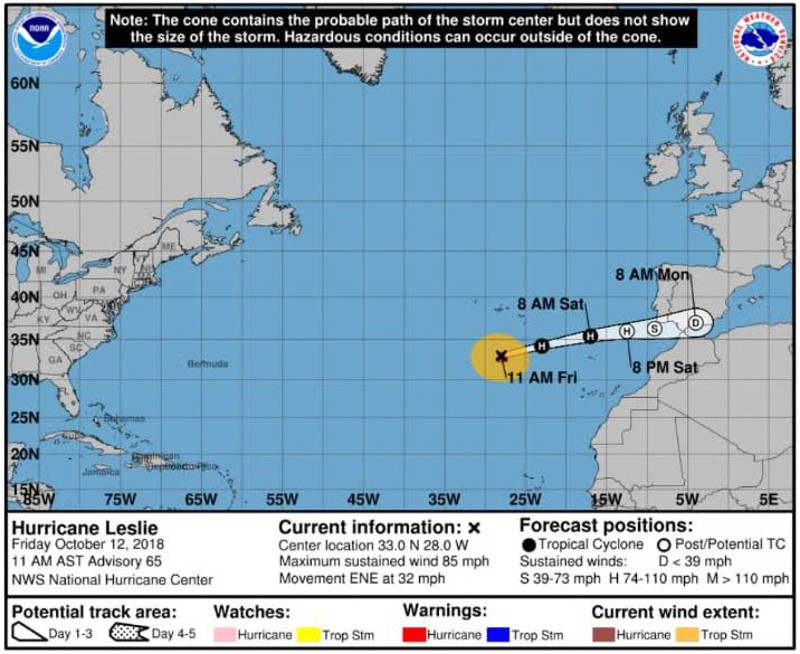 Note: The cone contains the probable path of the storm center but does not show
the size of the storm. Hazardous conditions can occur outside of the cone.
NOAA
NATIONAL WEATHER SERVICE
60N
55N
50N
45N
40N
35N
30N
25N
20N
15N
ME
VT
NH
MI
NY
OH
PA
WV
KY
VA
NC
SC
GA
FL
Bermuda
Bahamas
Cuba
Jamaica
8 AM Mon
8 AM Sat
H
H
H
S
D
11 AM Fri
8 PM Sat
85W
75W
65W
55W
45W
35W
25W
15W
5W
5E
Hurricane Leslie
Friday October 12, 2018
11 AM AST Advisory 65
NWS National Hurricane Center
Current information: x
Center location 33.0 N 28.0 W
Maximum sustained wind 85 mph
Movement ENE at 32 mph
Forecast positions:
Tropical Cyclone Post/Potential TC
Sustained winds: D < 39 mph
S 39-73 mph H 74-110 mph M > 110 mph
Potential track area:
Day 1-3 Day 4-5
Watches:
Hurricane Trop Stm
Warnings:
Hurricane Trop Stm
Current wind extent:
Hurricane Trop Stm